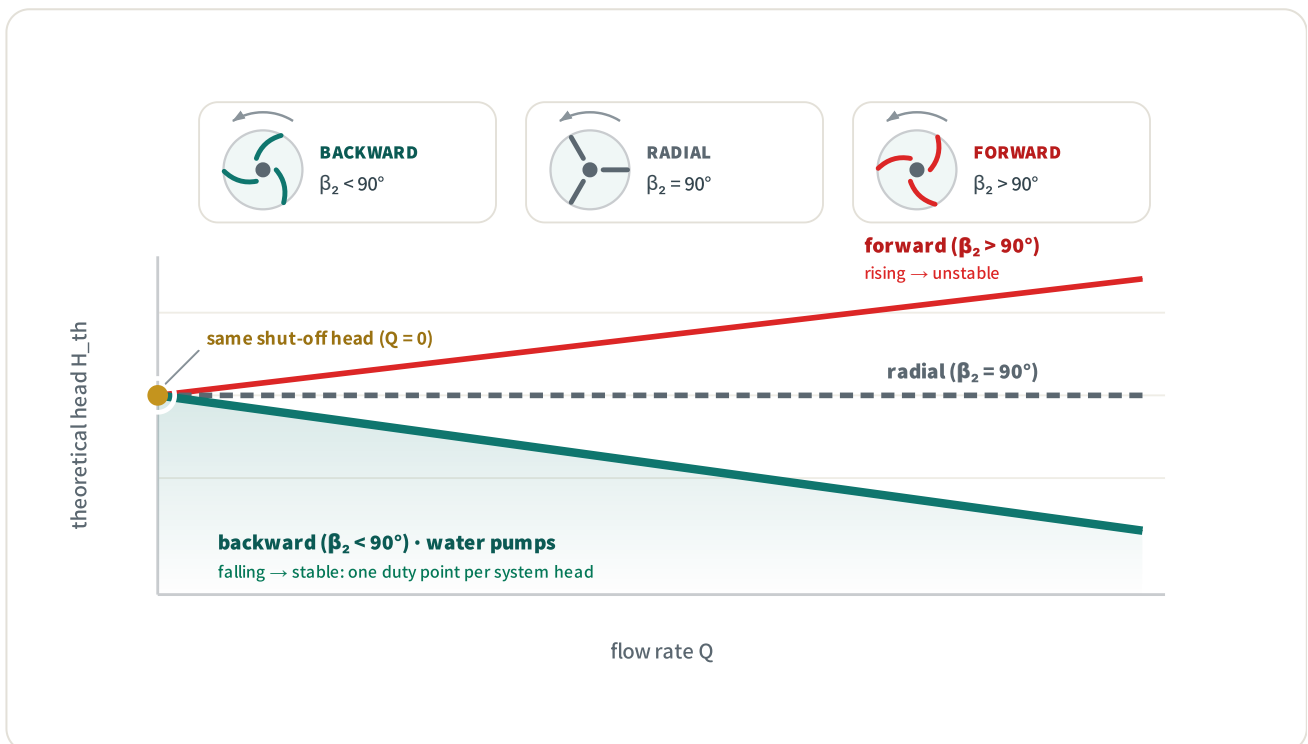 BACKWARD
β₂ < 90°
RADIAL
β₂ = 90°
FORWARD
β₂ > 90°
forward (β₂ > 90°)
rising → unstable
same shut-off head (Q = 0)
radial (β₂ = 90°)
theoretical head H_th
backward (β₂ < 90°) · water pumps
falling → stable: one duty point per system head
flow rate Q